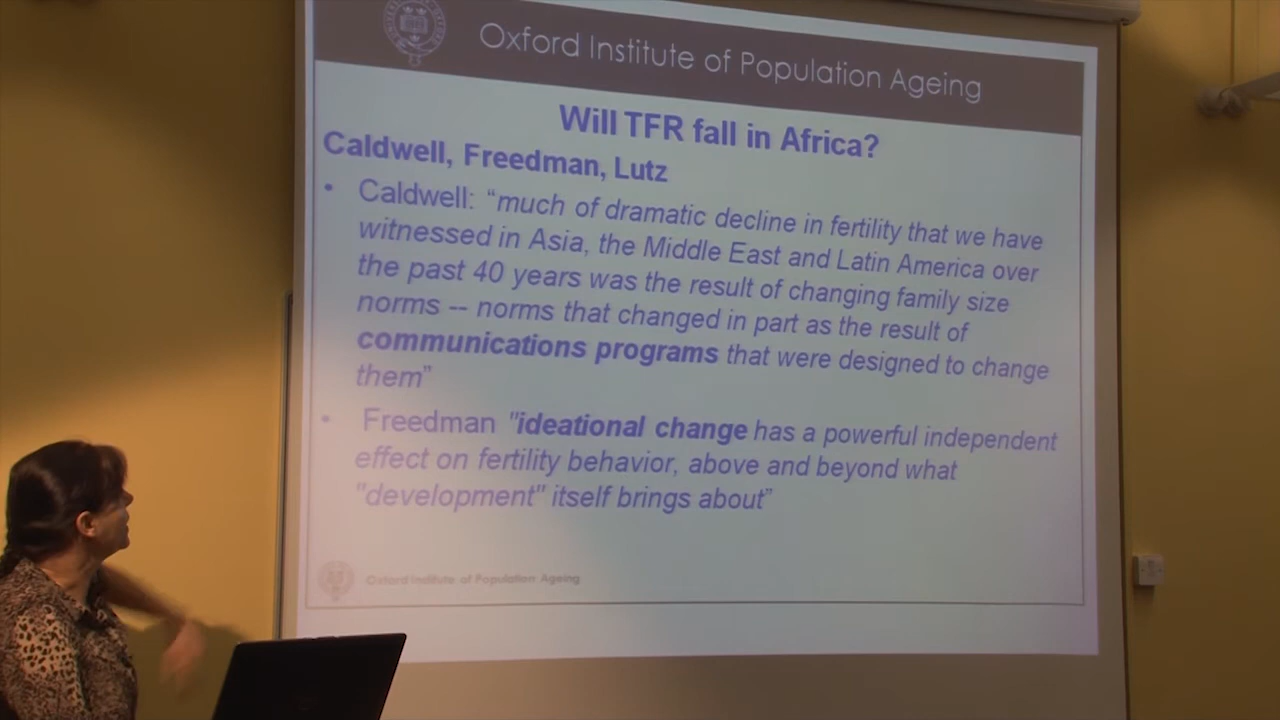 Oxford Institute of Population Ageing
Will TFR fall in Africa?
Caldwell, Freedman, Lutz
• Caldwell: “much of dramatic decline in fertility that we have
witnessed in Asia, the Middle East and Latin America over
the past 40 years was the result of changing family size
norms -- norms that changed in part as the result of
communications programs that were designed to change
them”
• Freedman "ideational change has a powerful independent
effect on fertility behavior, above and beyond what
"development" itself brings about”
Oxford Institute of Population Ageing